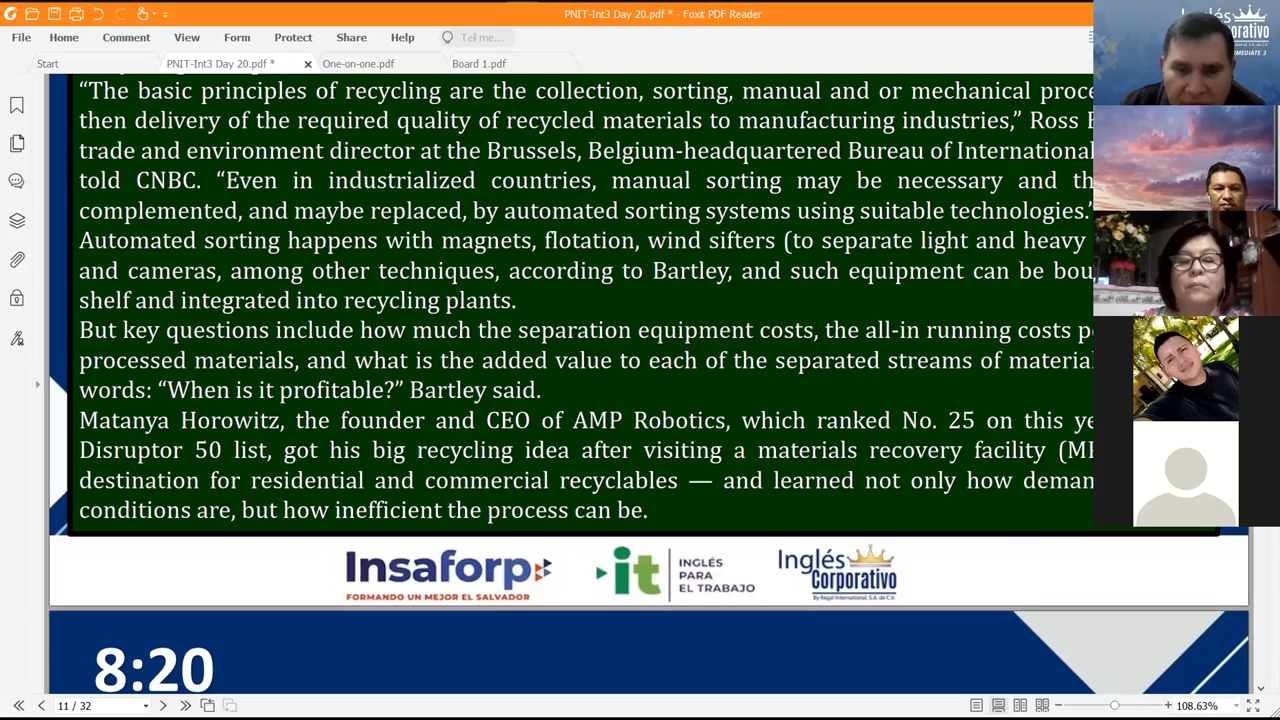 PNIT-Int3 Day 20.pdf * - Foxit PDF Reader
File Home Comment View Form Protect Share Help Tell me...
Start PNIT-Int3 Day 20.pdf * One-on-one.pdf Board 1.pdf
Inglés
Corporativo
“The basic principles of recycling are the collection, sorting, manual and or mechanical proce
then delivery of the required quality of recycled materials to manufacturing industries,” Ross B
trade and environment director at the Brussels, Belgium-headquartered Bureau of International
told CNBC. “Even in industrialized countries, manual sorting may be necessary and th
complemented, and maybe replaced, by automated sorting systems using suitable technologies.”
Automated sorting happens with magnets, flotation, wind sifters (to separate light and heavy
and cameras, among other techniques, according to Bartley, and such equipment can be bou
shelf and integrated into recycling plants.
But key questions include how much the separation equipment costs, the all-in running costs p
processed materials, and what is the added value to each of the separated streams of material
words: “When is it profitable?” Bartley said.
Matanya Horowitz, the founder and CEO of AMP Robotics, which ranked No. 25 on this ye
Disruptor 50 list, got his big recycling idea after visiting a materials recovery facility (M
destination for residential and commercial recyclables — and learned not only how deman
conditions are, but how inefficient the process can be.
Insaforp
FORMANDO UN MEJOR EL SALVADOR
it
INGLÉS
PARA
EL TRABAJO
Inglés
Corporativo
By Regal International, S.A. de C.V.
8:20
11 / 32 108.63%